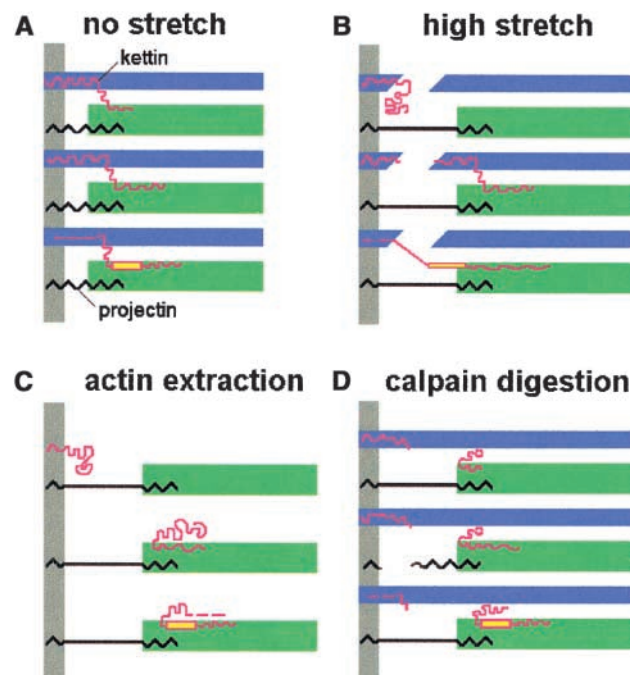 A no stretch
B high stretch
kettin
projectin
C actin extraction
D calpain digestion